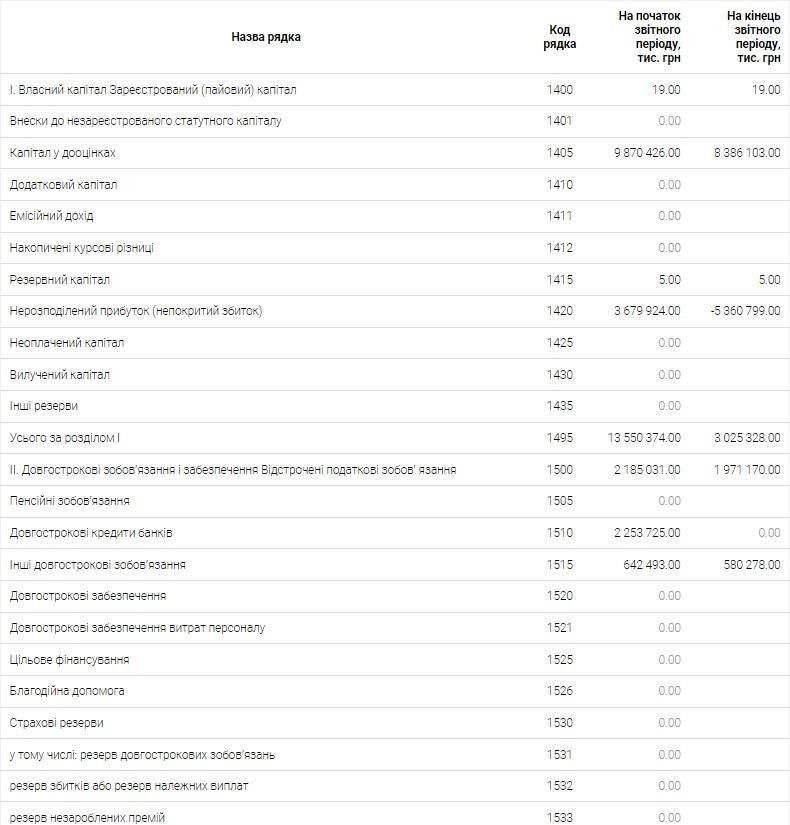 Назва рядка Код рядка На початок звітного періоду, тис. грн На кінець звітного періоду, тис. грн
І. Власний капітал Зареєстрований (пайовий) капітал 1400 19.00 19.00
Внески до незареєстрованого статутного капіталу 1401 0.00
Капітал у дооцінках 1405 9 870 426.00 8 386 103.00
Додатковий капітал 1410 0.00
Емісійний дохід 1411 0.00
Накопичені курсові різниці 1412 0.00
Резервний капітал 1415 5.00 5.00
Нерозподілений прибуток (непокритий збиток) 1420 3 679 924.00 -5 360 799.00
Неоплачений капітал 1425 0.00
Вилучений капітал 1430 0.00
Інші резерви 1435 0.00
Усього за розділом І 1495 13 550 374.00 3 025 328.00
ІІ. Довгострокові зобов'язання і забезпечення Відстрочені податкові зобов' язання 1500 2 185 031.00 1 971 170.00
Пенсійні зобов'язання 1505 0.00
Довгострокові кредити банків 1510 2 253 725.00 0.00
Інші довгострокові зобов'язання 1515 642 493.00 580 278.00
Довгострокові забезпечення 1520 0.00
Довгострокові забезпечення витрат персоналу 1521 0.00
Цільове фінансування 1525 0.00
Благодійна допомога 1526 0.00
Страхові резерви 1530 0.00
у тому числі: резерв довгострокових зобов'язань 1531 0.00
резерв збитків або резерв належних виплат 1532 0.00
резерв незароблених премій 1533 0.00